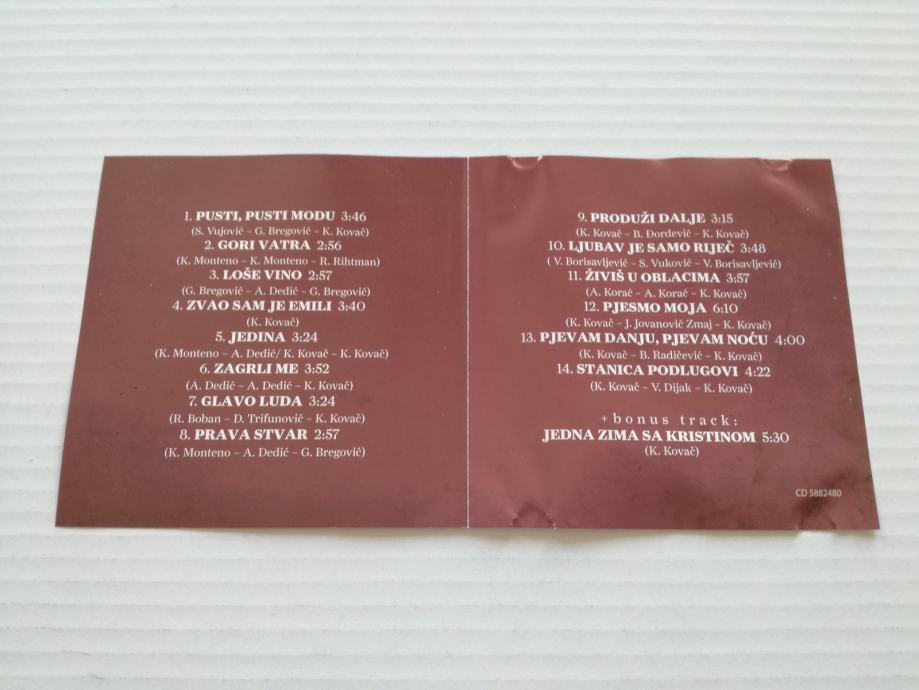 1. PUSTI, PUSTI MODU 3:46
(S. Vujović – G. Bregović – K. Kovač)
2. GORI VATRA 2:56
(K. Monteno – K. Monteno – R. Rihtman)
3. LOŠE VINO 2:57
(G. Bregović – A. Dedić – G. Bregović)
4. ZVAO SAM JE EMILI 3:40
(K. Kovač)
5. JEDINA 3:24
(K. Monteno – A. Dedić/ K. Kovač – K. Kovač)
6. ZAGRLI ME 3:52
(A. Dedić – A. Dedić – K. Kovač)
7. GLAVO LUDA 3:24
(R. Boban – D. Trifunović – K. Kovač)
8. PRAVA STVAR 2:57
(K. Monteno – A. Dedić – G. Bregović)
9. PRODUŽI DALJE 3:15
(K. Kovač – B. Đorđević – K. Kovač)
10. LJUBAV JE SAMO RIJEČ 3:48
( V. Borisavljević – S. Vuković – V. Borisavljević)
11. ŽIVIŠ U OBLACIMA 3:57
(A. Korać – A. Korać – K. Kovač)
12. PJESMO MOJA 6:10
(K. Kovač – J. Jovanović Zmaj – K. Kovač)
13. PJEVAM DANJU, PJEVAM NOĆU 4:00
(K. Kovač – B. Radičević – K. Kovač)
14. STANICA PODLUGOVI 4:22
(K. Kovač – V. Dijak – K. Kovač)
+ bonus track:
JEDNA ZIMA SA KRISTINOM 5:30
(K. Kovač)
CD 5882480